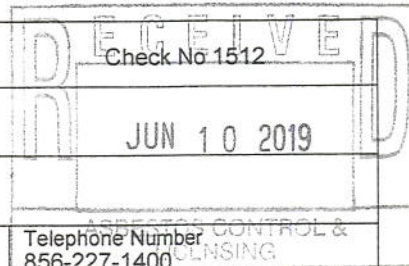 RECEIVED
Check No 1512
JUN 10 2019
ASBESTOS CONTROL &
LICENSING
Telephone Number
856-227-1400